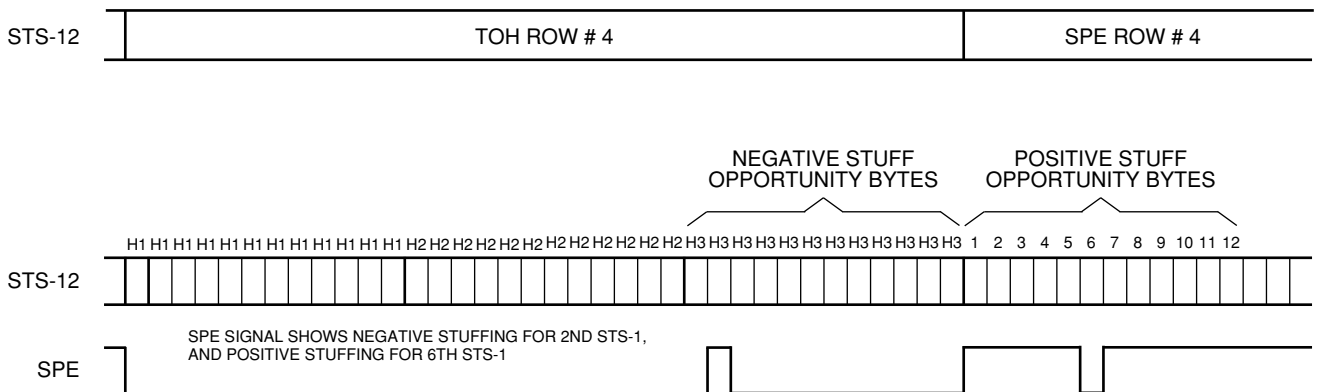 STS-12 TOH ROW # 4 SPE ROW # 4
NEGATIVE STUFF
OPPORTUNITY BYTES
POSITIVE STUFF
OPPORTUNITY BYTES
H1 H1 H1 H1 H1 H1 H1 H1 H1 H1 H1 H1 H2 H2 H2 H2 H2 H2 H2 H2 H2 H2 H2 H2 H3 H3 H3 H3 H3 H3 H3 H3 H3 H3 H3 H3 1 2 3 4 5 6 7 8 9 10 11 12
STS-12
SPE SIGNAL SHOWS NEGATIVE STUFFING FOR 2ND STS-1,
AND POSITIVE STUFFING FOR 6TH STS-1
SPE